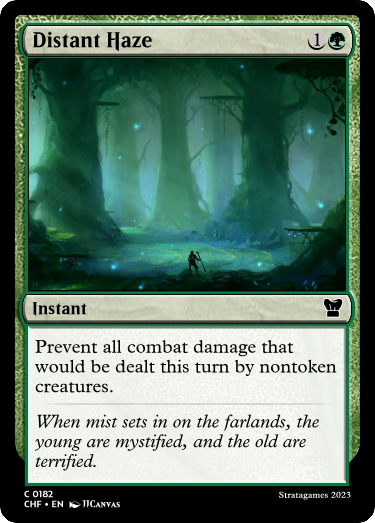 Distant Haze 1
Instant
Prevent all combat damage that
would be dealt this turn by nontoken
creatures.
When mist sets in on the farlands, the
young are mystified, and the old are
terrified.
C 0182
CHF • EN JJCanvas
Stratagames 2023